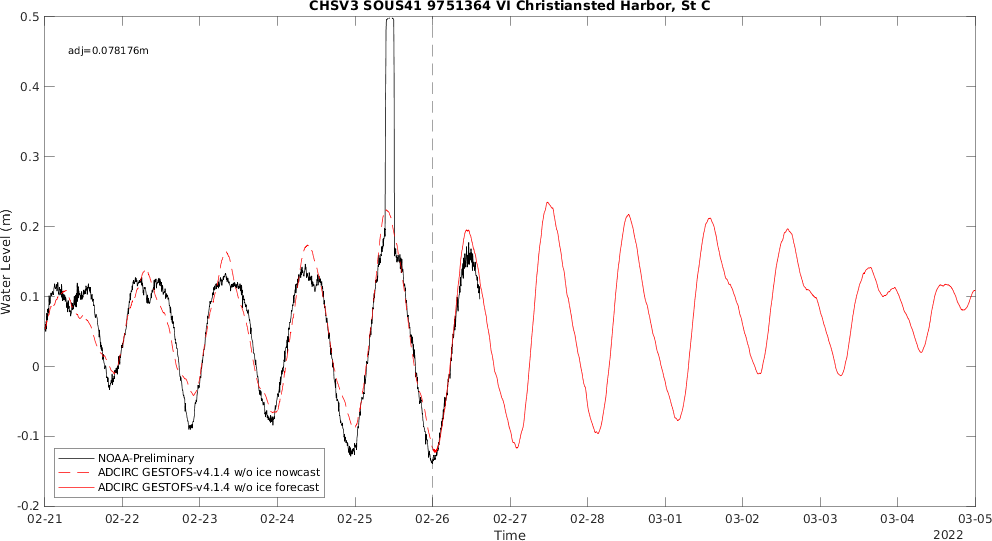 CHSV3 SOUS41 9751364 VI Christiansted Harbor, St C
adj=0.078176m
Water Level (m)
0.5
0.4
0.3
0.2
0.1
0
-0.1
-0.2
NOAA-Preliminary
ADCIRC GESTOFS-v4.1.4 w/o ice nowcast
ADCIRC GESTOFS-v4.1.4 w/o ice forecast
02-21 02-22 02-23 02-24 02-25 02-26 02-27 02-28 03-01 03-02 03-03 03-04 03-05
Time
2022